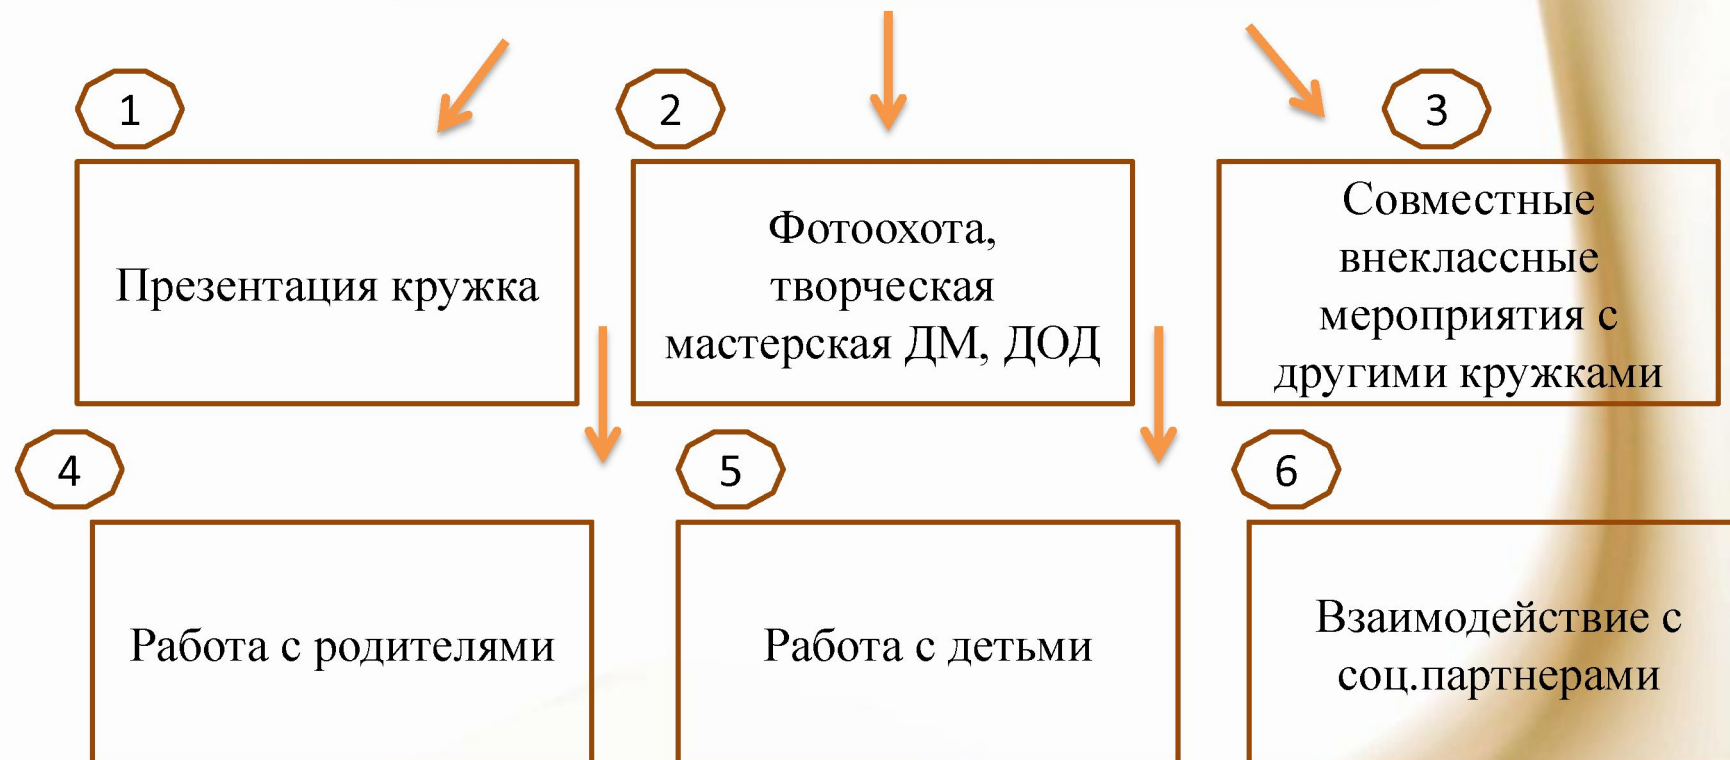 1
2
3
Презентация кружка
Фотоохота,
творческая
мастерская ДМ, ДОД
Совместные
внеклассные
мероприятия с
другими кружками
4
5
6
Работа с родителями
Работа с детьми
Взаимодействие с
соц.партнерами